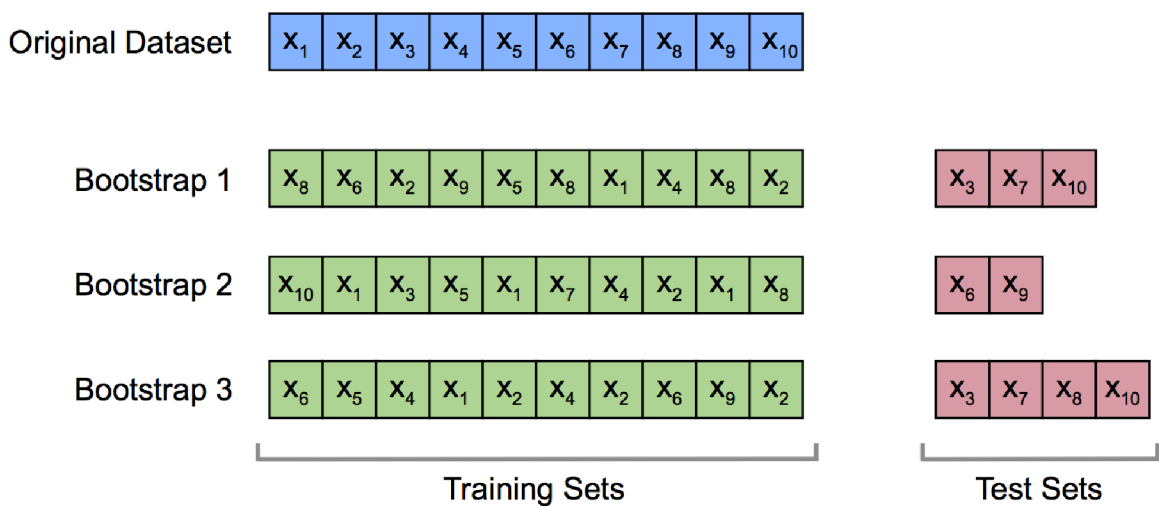 Original Dataset x₁ x₂ x₃ x₄ x₅ x₆ x₇ x₈ x₉ x₁₀
Bootstrap 1 x₈ x₆ x₂ x₉ x₅ x₈ x₁ x₄ x₈ x₂ x₃ x₇ x₁₀
Bootstrap 2 x₁₀ x₁ x₃ x₅ x₁ x₇ x₄ x₂ x₁ x₈ x₆ x₉
Bootstrap 3 x₆ x₅ x₄ x₁ x₂ x₄ x₂ x₆ x₉ x₂ x₃ x₇ x₈ x₁₀
Training Sets Test Sets